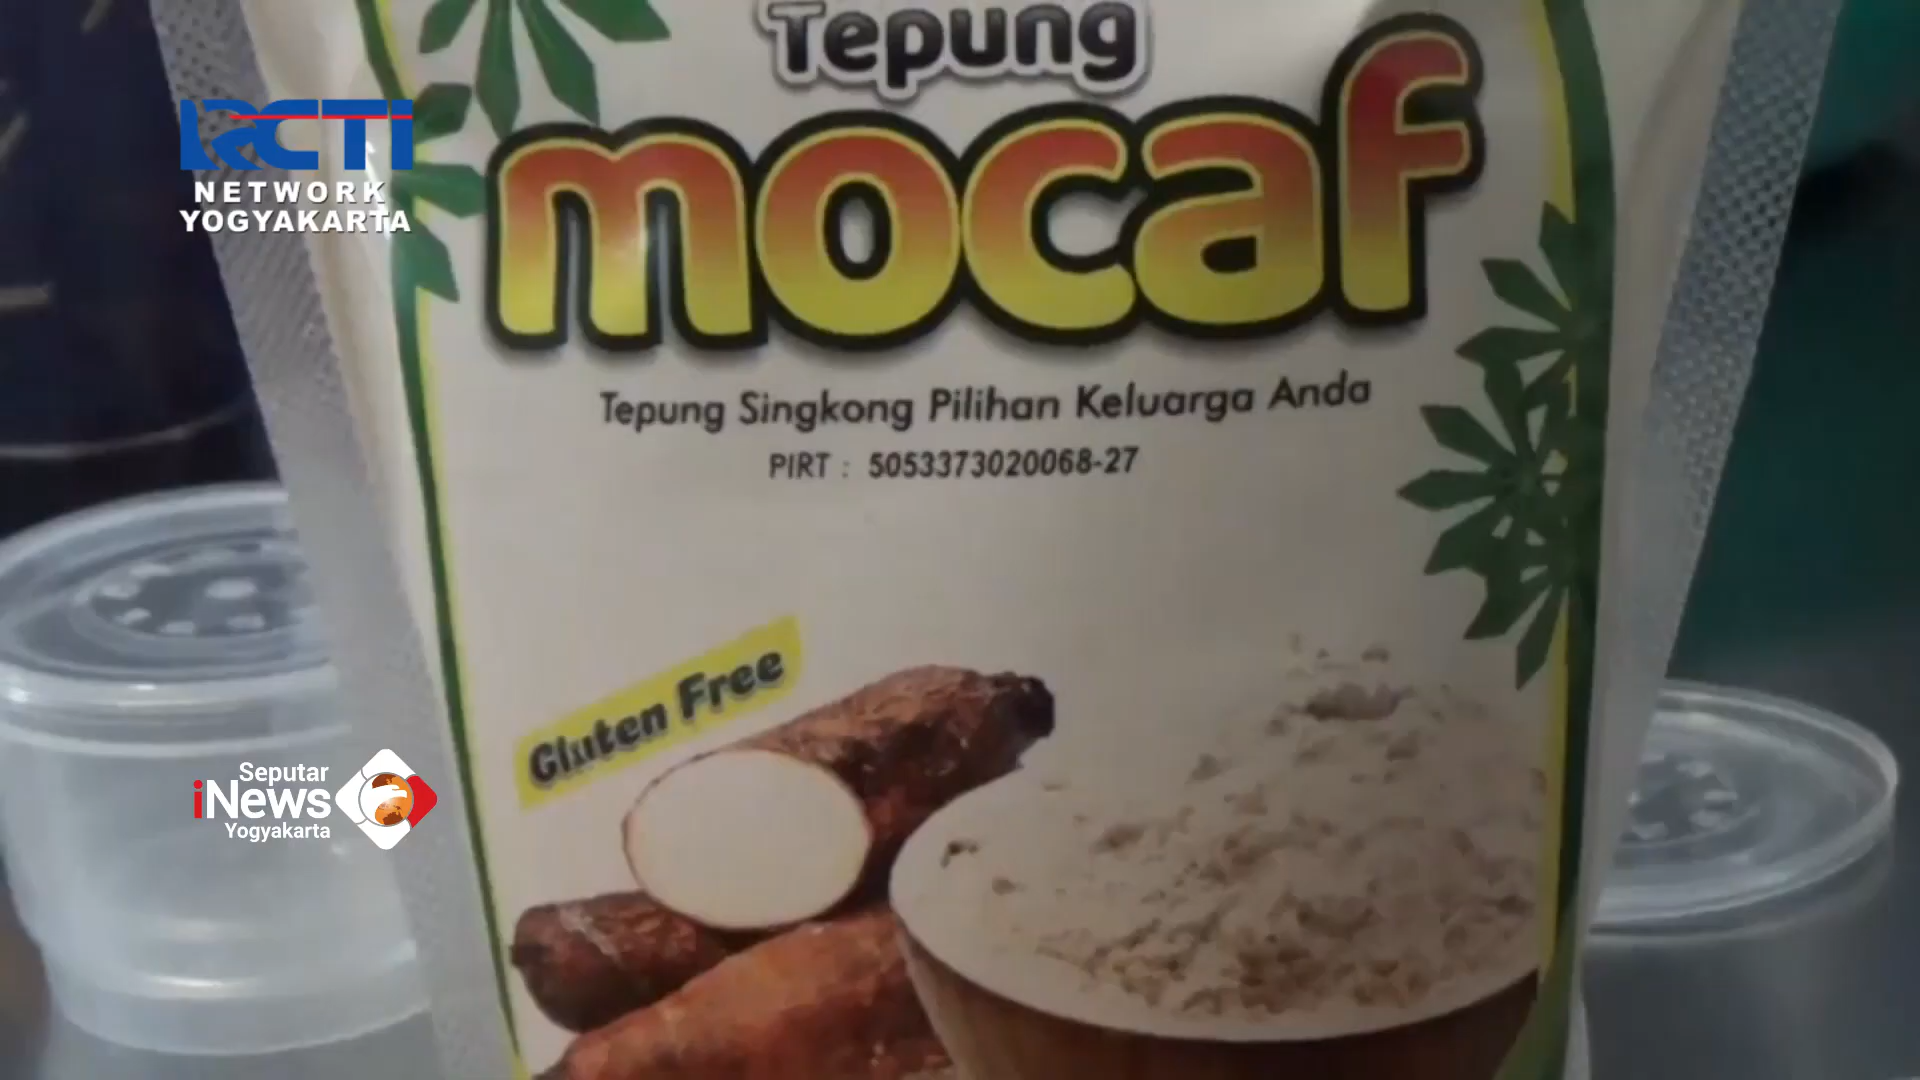 Tepung
mocaf
RCTI
NETWORK
YOGYAKARTA
Tepung Singkong Pilihan Keluarga Anda
PIRT : 5053373020068-27
Gluten Free
Seputar
iNews
Yogyakarta